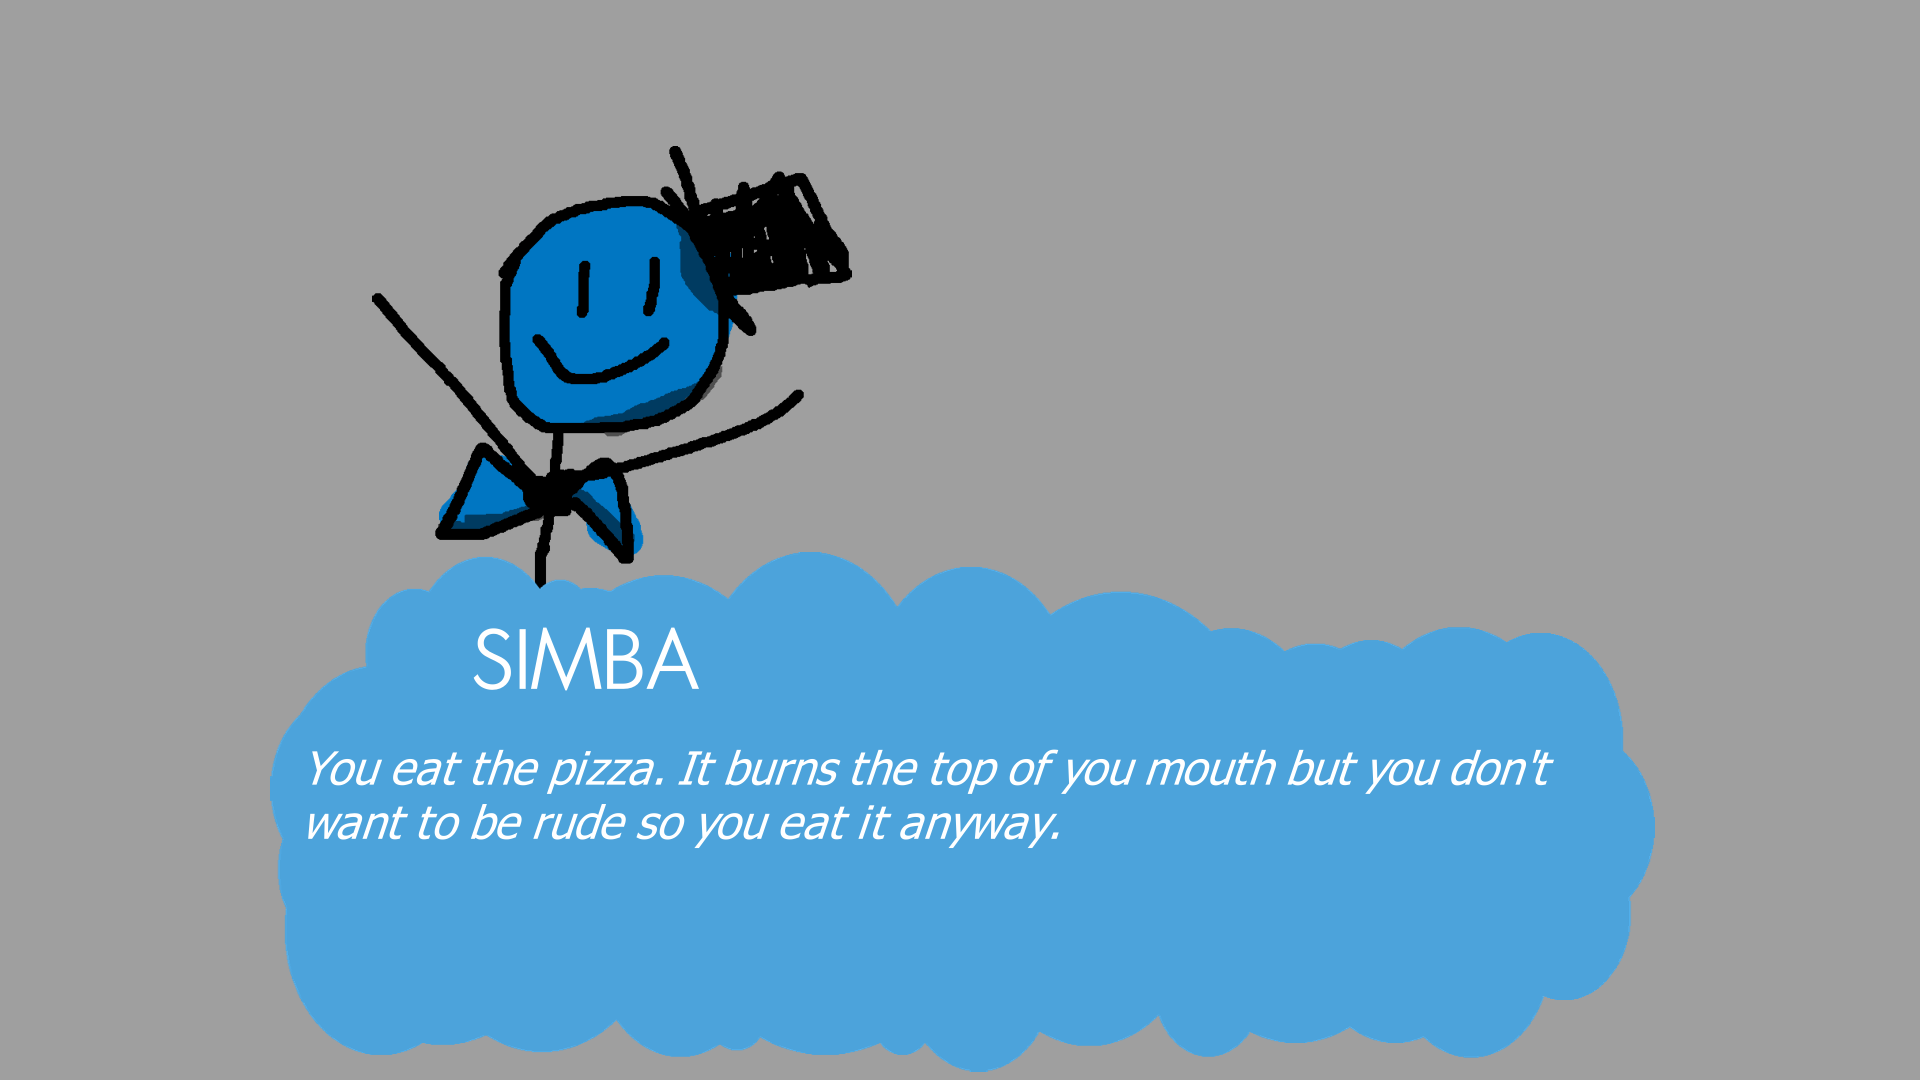 SIMBA
You eat the pizza. It burns the top of you mouth but you don't
want to be rude so you eat it anyway.